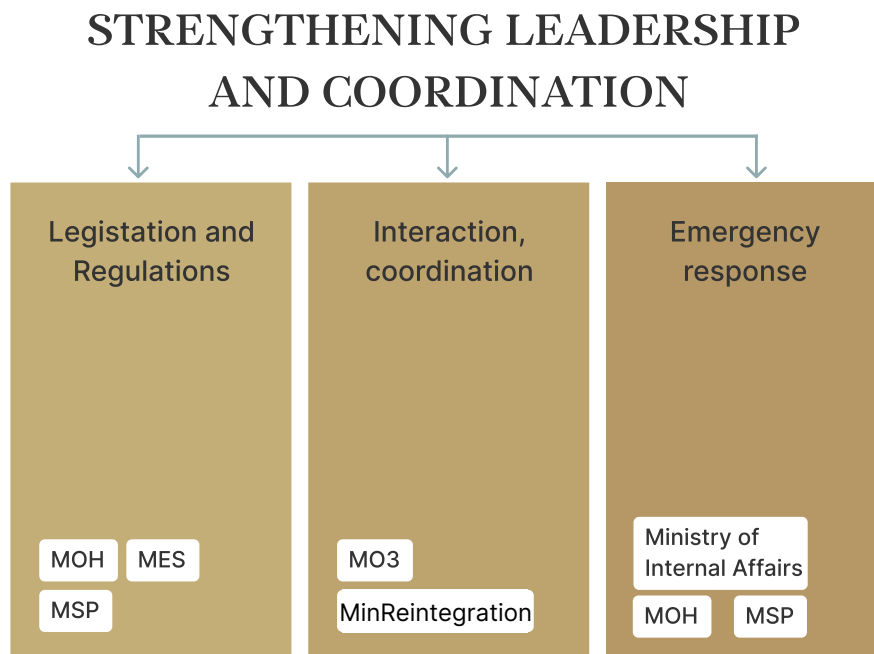 STRENGTHENING LEADERSHIP
AND COORDINATION
Legistation and
Regulations
MOH MES
MSP
Interaction,
coordination
MO3
MinReintegration
Emergency
response
Ministry of
Internal Affairs
MOH MSP